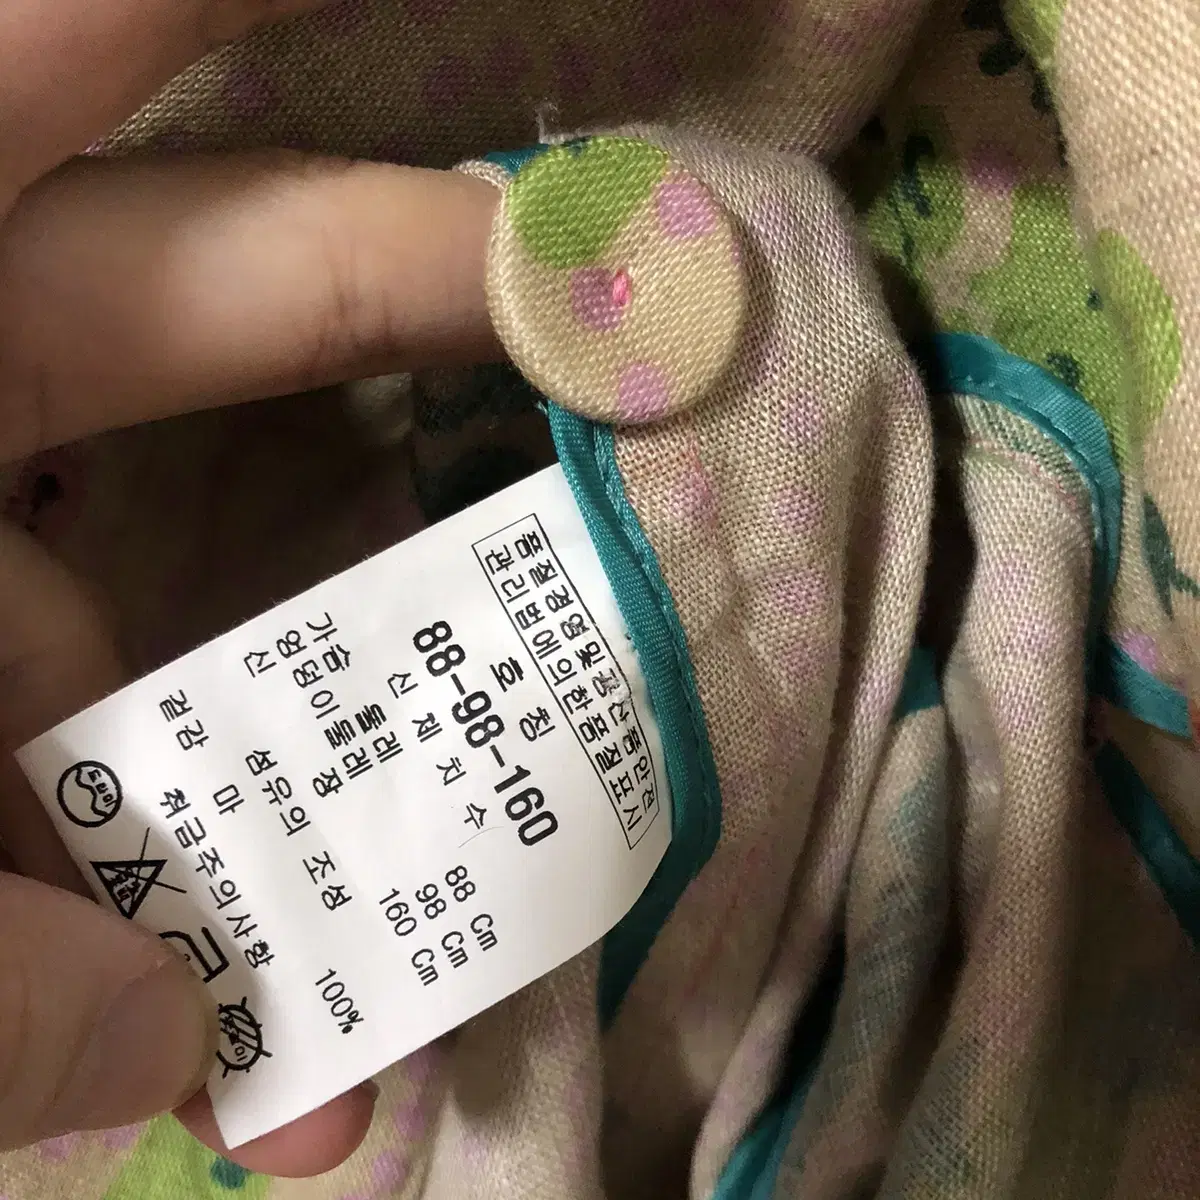 품질경영및공산품안전
관리법에의한품질표시
호칭
88-98-160
신체치수
가슴둘레 88 Cm
엉덩이둘레 98 Cm
신장 160 Cm
섬유의 조성
겉감 마 100%
취급주의사항
드라이